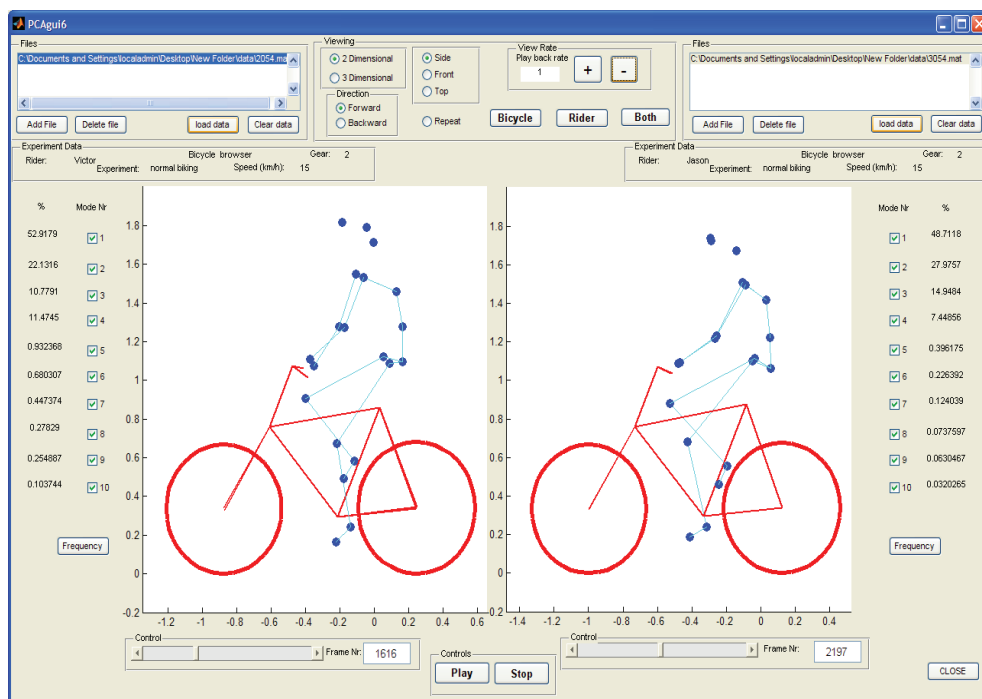 PCAgui6
Files
C:\Documents and Settings\localadmin\Desktop\New Folder\data\2054.mat
Add File Delete file load data Clear data
Viewing
2 Dimensional
3 Dimensional
Direction
Forward
Backward
Side
Front
Top
Repeat
View Rate
Play back rate
1 + -
Bicycle Rider Both
Files
C:\Documents and Settings\localadmin\Desktop\New Folder\data\3054.mat
Add File Delete file load data Clear data
Experiment Data
Bicycle browser Gear: 2
Rider: Victor
Experiment: normal biking Speed (km/h): 15
Experiment Data
Bicycle browser Gear: 2
Rider: Jason
Experiment: normal biking Speed (km/h): 15
% Mode Nr
52.9179 1
22.1316 2
10.7791 3
11.4745 4
0.932368 5
0.680307 6
0.447374 7
0.27829 8
0.254887 9
0.103744 10
Frequency
1.8
1.6
1.4
1.2
1
0.8
0.6
0.4
0.2
0
-0.2
-1.2 -1 -0.8 -0.6 -0.4 -0.2 0 0.2 0.4 0.6
1.8
1.6
1.4
1.2
1
0.8
0.6
0.4
0.2
0
-0.2
-1.4 -1.2 -1 -0.8 -0.6 -0.4 -0.2 0 0.2 0.4
Mode Nr %
1 48.7118
2 27.9757
3 14.9484
4 7.44856
5 0.396175
6 0.226392
7 0.124039
8 0.0737597
9 0.0630467
10 0.0320265
Frequency
Control
Frame Nr: 1616
Controls
Play Stop
Control
Frame Nr: 2197
CLOSE